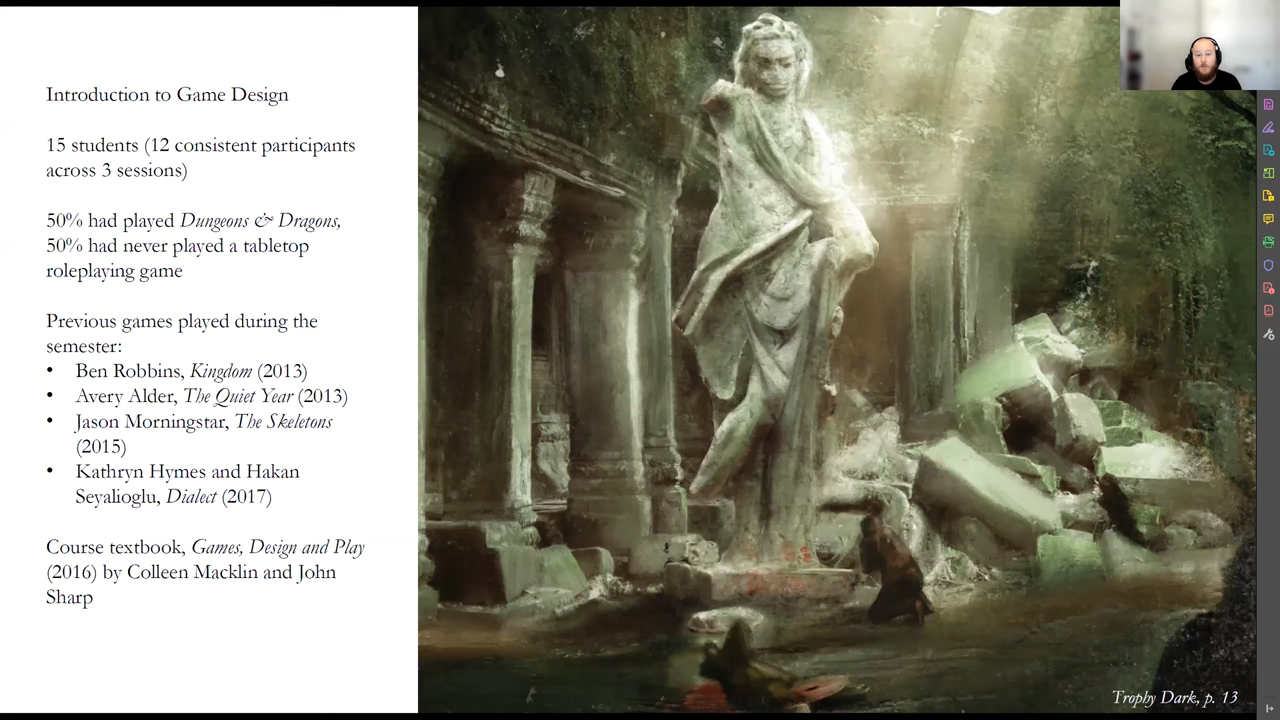 Introduction to Game Design
15 students (12 consistent participants
across 3 sessions)
50% had played Dungeons & Dragons,
50% had never played a tabletop
roleplaying game
Previous games played during the
semester:
• Ben Robbins, Kingdom (2013)
• Avery Alder, The Quiet Year (2013)
• Jason Morningstar, The Skeletons
(2015)
• Kathryn Hymes and Hakan
Seyalioglu, Dialect (2017)
Course textbook, Games, Design and Play
(2016) by Colleen Macklin and John
Sharp
Trophy Dark, p. 13